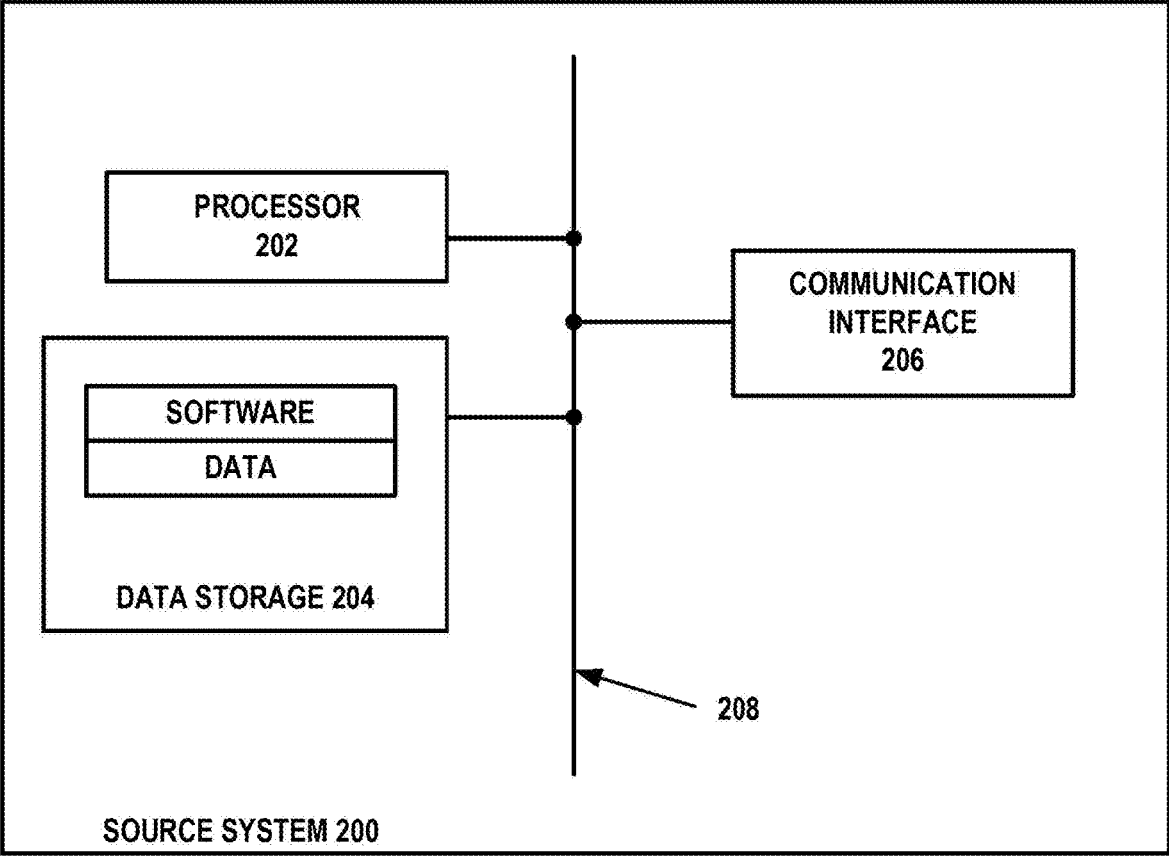 PROCESSOR
202
COMMUNICATION
INTERFACE
206
SOFTWARE
DATA
DATA STORAGE 204
208
SOURCE SYSTEM 200